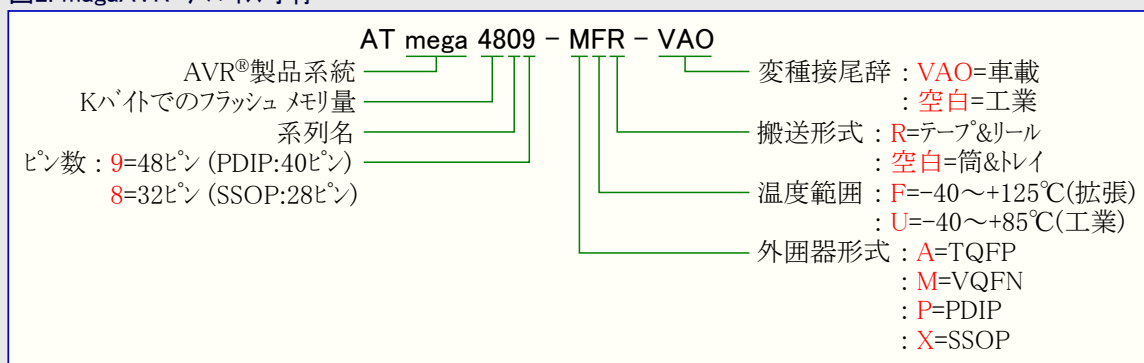 AT mega 4809 - MFR - VAO
AVR®製品系統
Kバイトでのフラッシュ メモリ量
系列名
ピン数 : 9=48ピン (PDIP:40ピン)
8=32ピン (SSOP:28ピン)
変種接尾辞 : VAO=車載
: 空白=工業
搬送形式 : R=テープ&リール
: 空白=筒&トレイ
温度範囲 : F=-40～+125℃(拡張)
: U=-40～+85℃(工業)
外囲器形式 : A=TQFP
: M=VQFN
: P=PDIP
: X=SSOP